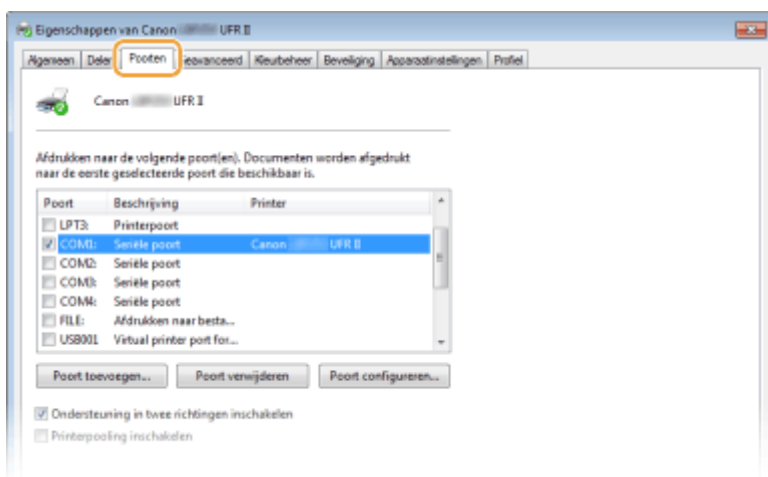 Eigenschappen van Canon UFR II
Algemeen Delen Poorten Geavanceerd Kleurbeheer Beveiliging Apparaatinstellingen Profiel
Canon UFR II
Afdrukken naar de volgende poort(en). Documenten worden afgedrukt
naar de eerste geselecteerde poort die beschikbaar is.
Poort Beschrijving Printer
LPT3: Printerpoort
COM1: Seriële poort Canon UFR II
COM2: Seriële poort
COM3: Seriële poort
COM4: Seriële poort
FILE: Afdrukken naar besta...
USB001 Virtual printer port for...
Poort toevoegen... Poort verwijderen Poort configureren...
Ondersteuning in twee richtingen inschakelen
Printerpooling inschakelen